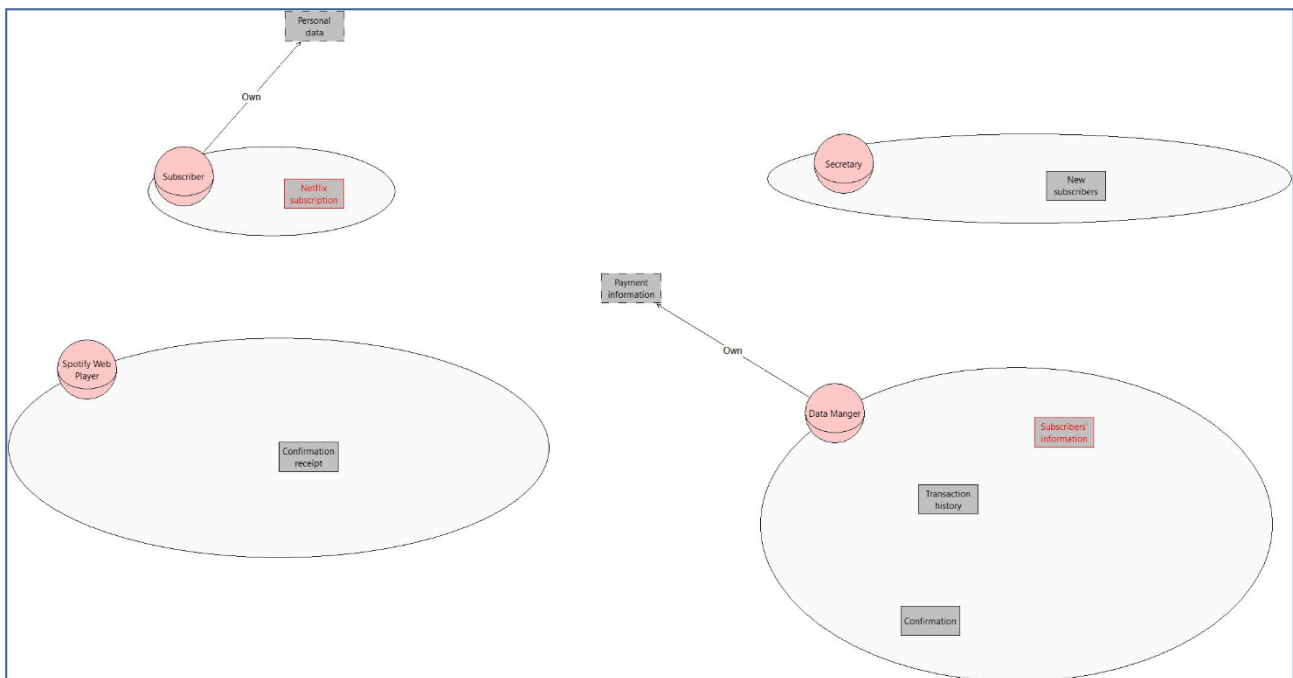 Personal
data
Own
Subscriber
Netflix
subscription
Secretary
New
subscribers
Payment
information
Own
Spotify Web
Player
Confirmation
receipt
Data Manger
Subscribers'
information
Transaction
history
Confirmation